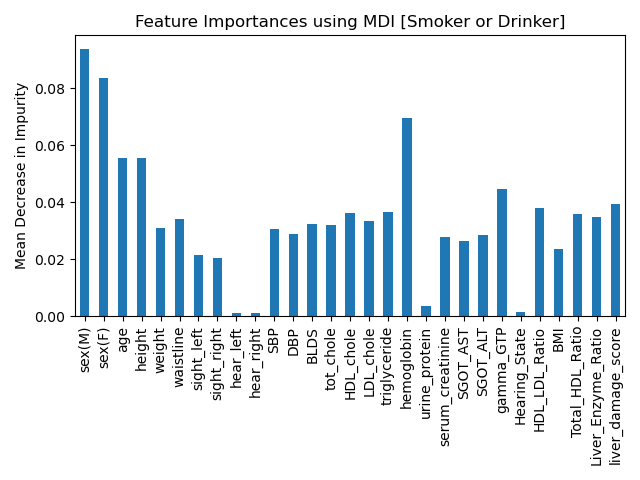 Feature Importances using MDI [Smoker or Drinker]
Mean Decrease in Impurity
0.08
0.06
0.04
0.02
0.00
sex(M)
sex(F)
age
height
weight
waistline
sight_left
sight_right
hear_left
hear_right
SBP
DBP
BLDS
tot_chole
HDL_chole
LDL_chole
triglyceride
hemoglobin
urine_protein
serum_creatinine
SGOT_AST
SGOT_ALT
gamma_GTP
Hearing_State
HDL_LDL_Ratio
BMI
Total_HDL_Ratio
Liver_Enzyme_Ratio
liver_damage_score